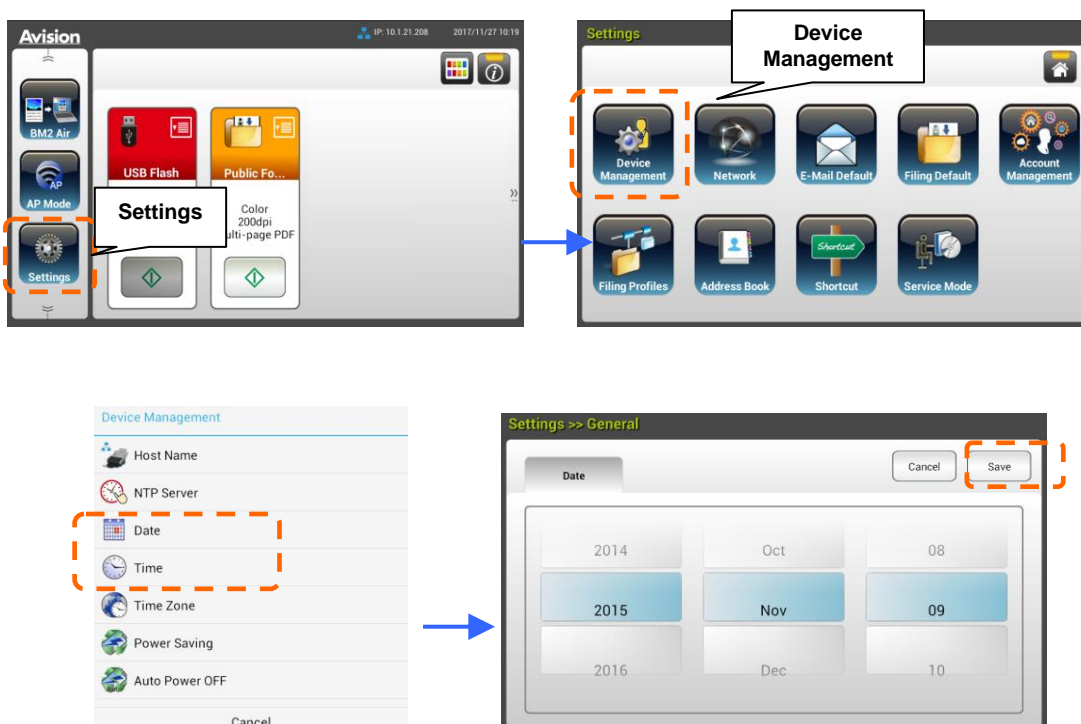 Avision
IP: 10.1.21.208 2017/11/27 10:19
BM2 Air
AP
AP Mode
Settings
USB Flash
Public Fo...
Color
200dpi
ulti-page PDF
Settings
Settings
Device
Management
Device
Management
Network
E-Mail Default
Filing Default
Account
Management
Filing Profiles
Address Book
Shortcut
Shortcut
Service Mode
Device Management
Host Name
NTP Server
Date
Time
Time Zone
Power Saving
Auto Power OFF
Cancel
Settings >> General
Date
Cancel
Save
2014 Oct 08
2015 Nov 09
2016 Dec 10